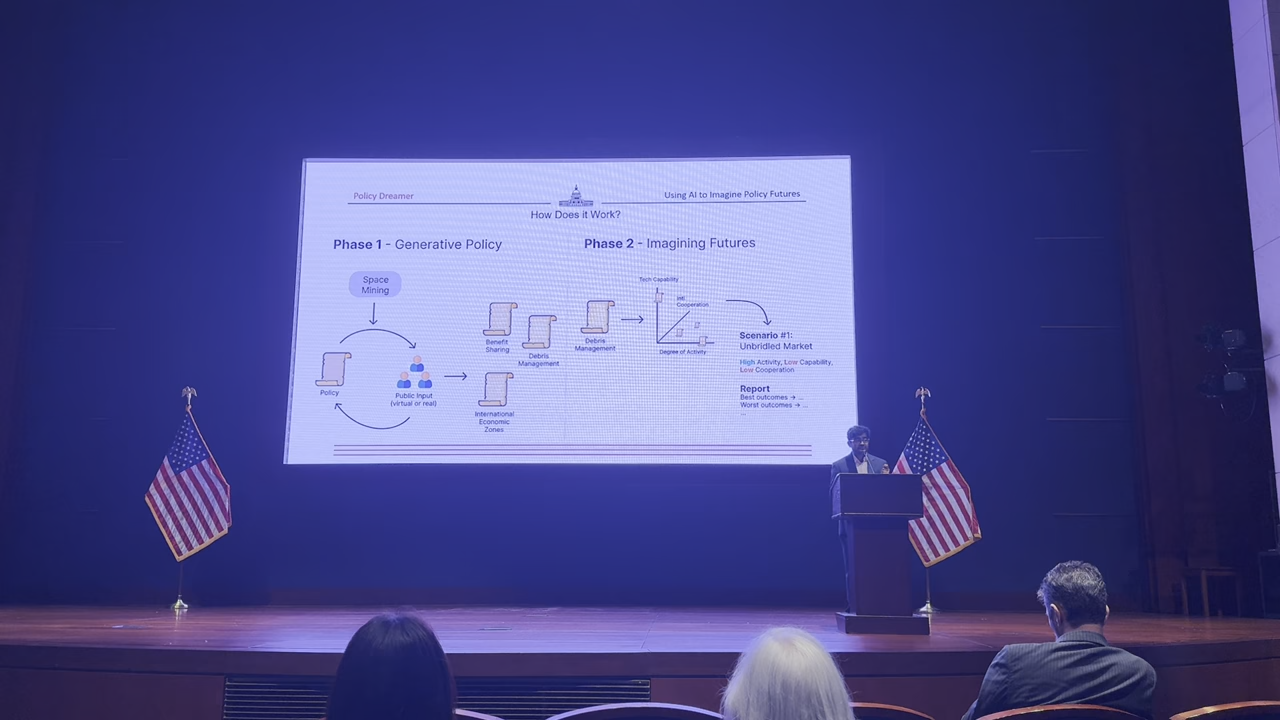 Policy Dreamer
Using AI to Imagine Policy Futures
How Does it Work?
Phase 1 - Generative Policy
Space
Mining
Policy
Public Input
(virtual or real)
Benefit
Sharing
Debris
Management
International
Economic
Zones
Phase 2 - Imagining Futures
Debris
Management
Tech Capability
Intl
Cooperation
Degree of Activity
Scenario #1:
Unbridled Market
High Activity, Low Capability,
Low Cooperation
Report
Best outcomes → ...
Worst outcomes → ...
...